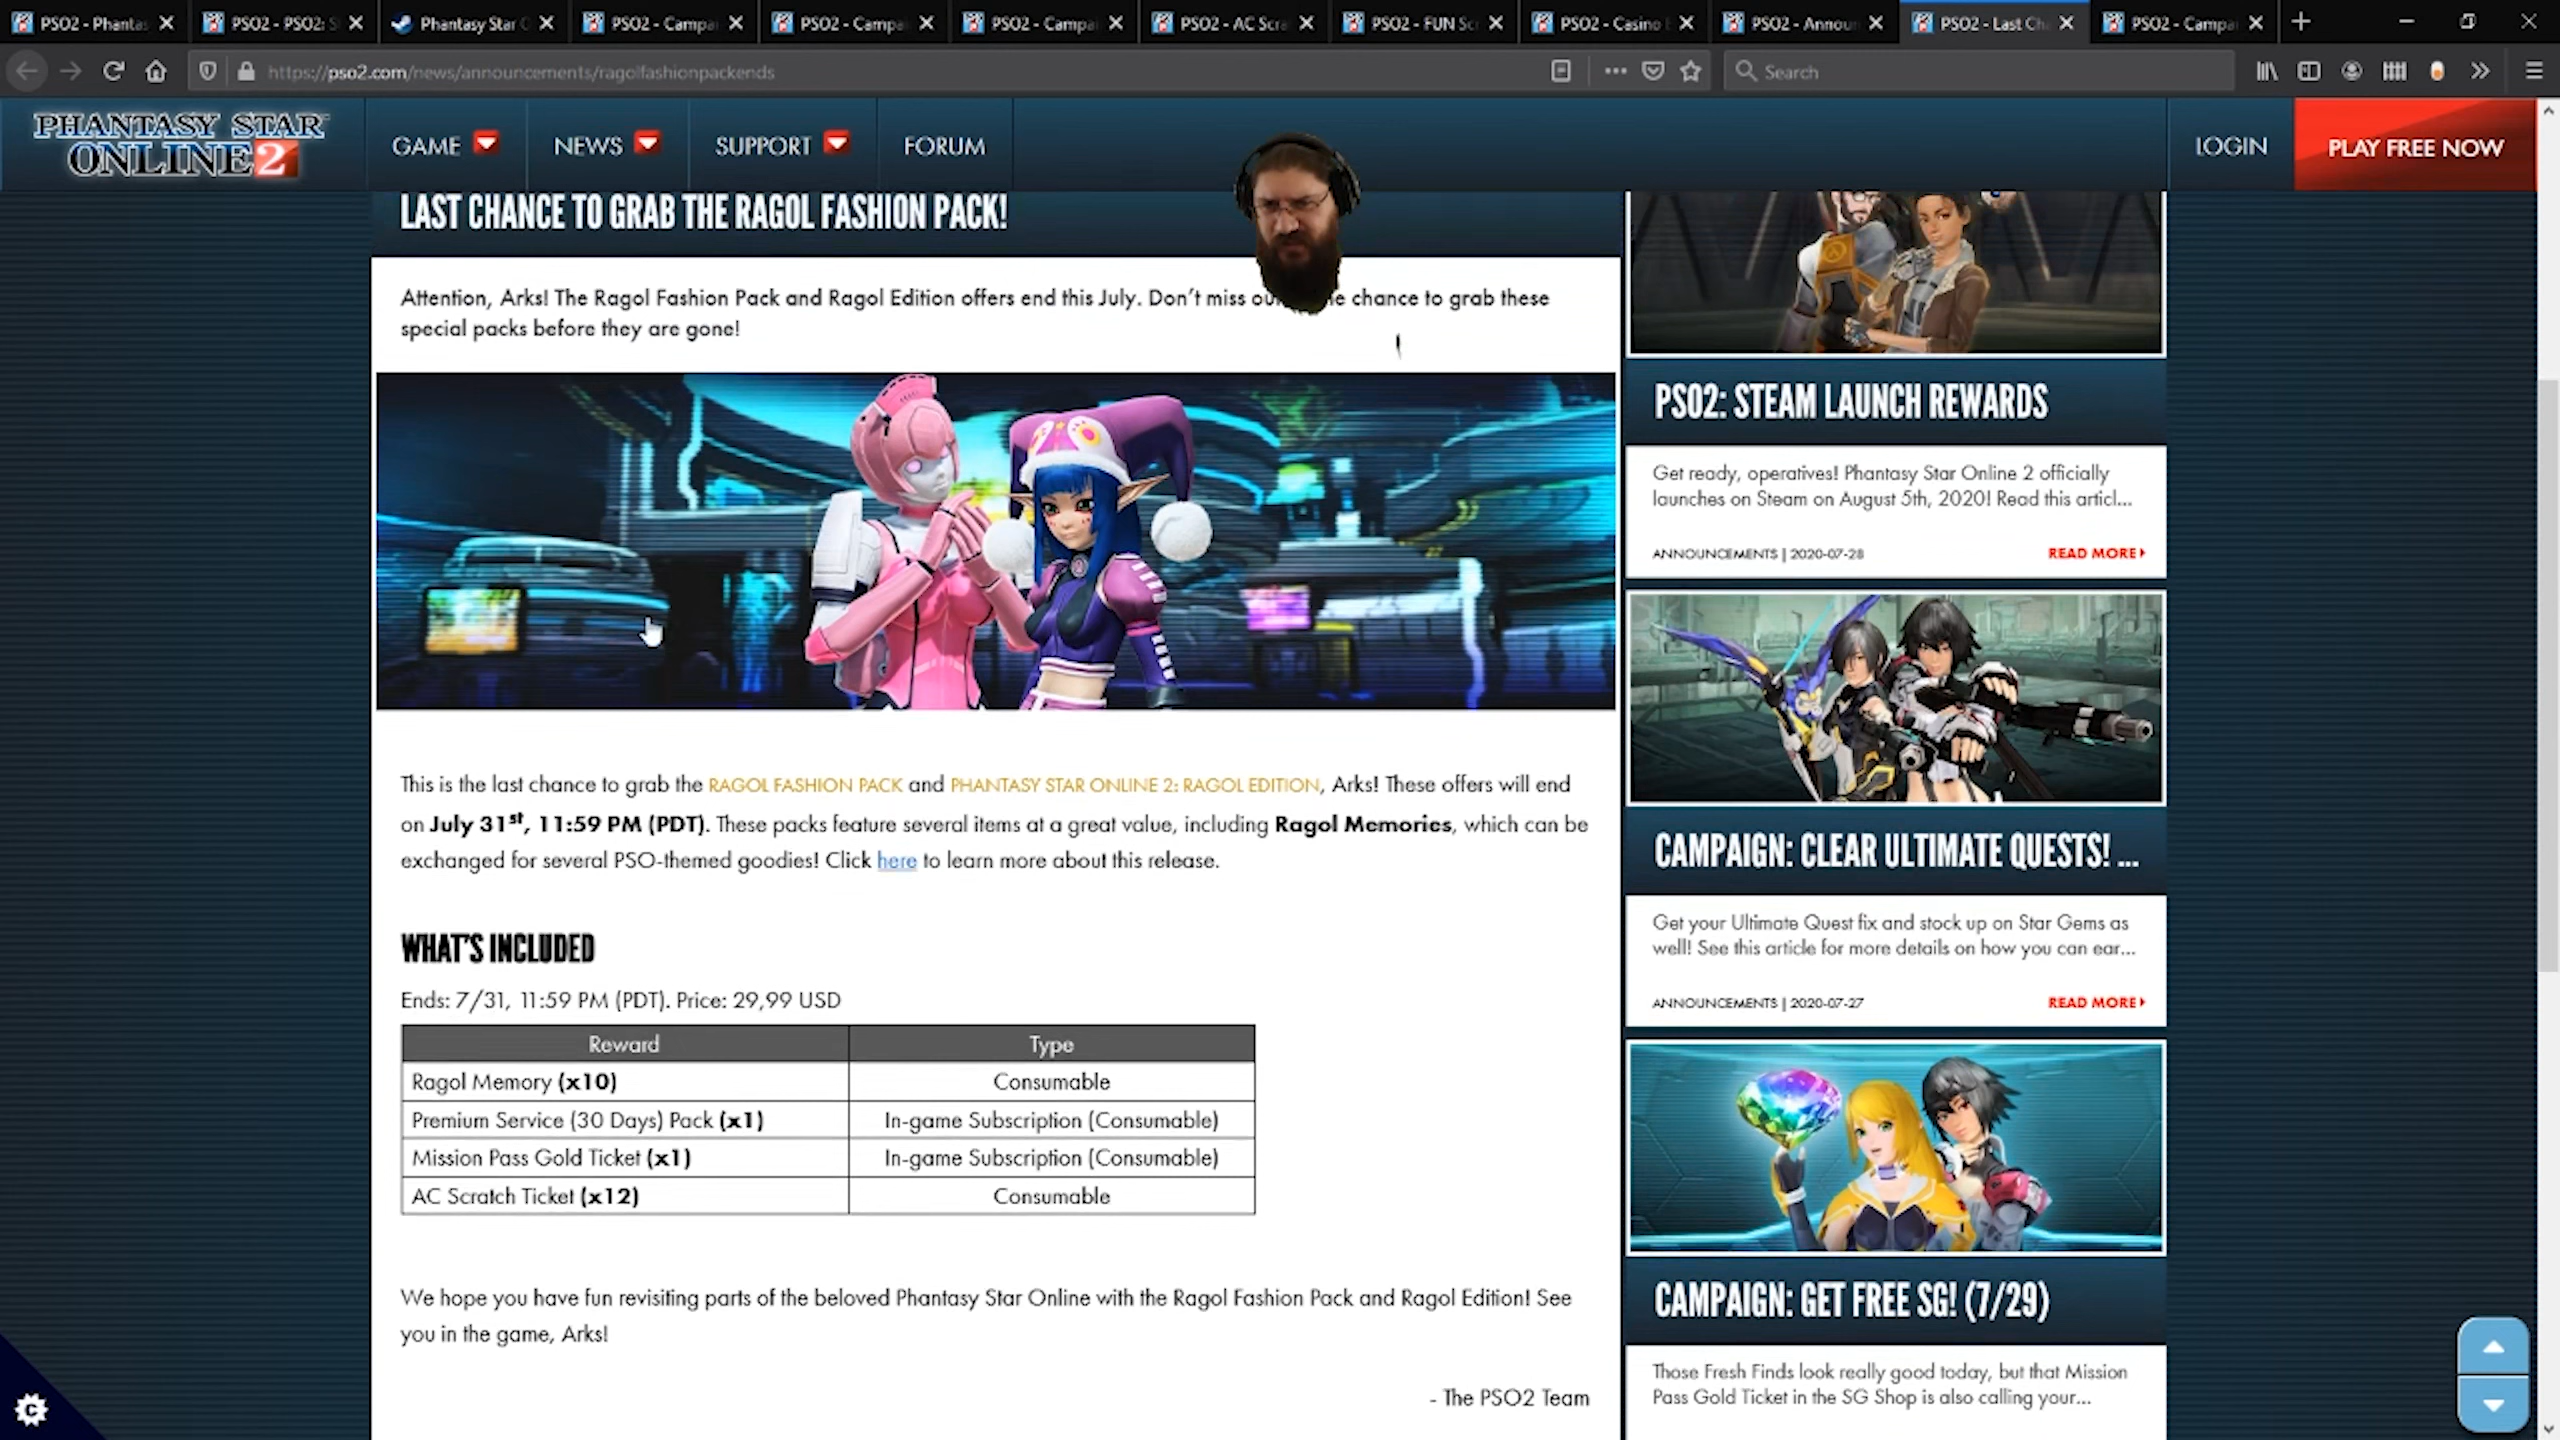 PSO2 - Phantas
PSO2 - PSO2: S
Phantasy Star O
PSO2 - Campa
PSO2 - Campa
PSO2 - Campa
PSO2 - AC Scra
PSO2 - FUN Sc
PSO2 - Casino
PSO2 - Announ
PSO2 - Last Ch
PSO2 - Campa
https://pso2.com/news/announcements/ragolfashionpackends
Search
PHANTASY STAR
ONLINE 2
GAME
NEWS
SUPPORT
FORUM
LOGIN
PLAY FREE NOW
LAST CHANCE TO GRAB THE RAGOL FASHION PACK!
Attention, Arks! The Ragol Fashion Pack and Ragol Edition offers end this July. Don't miss chance to grab these
special packs before they are gone!
This is the last chance to grab the RAGOL FASHION PACK and PHANTASY STAR ONLINE 2: RAGOL EDITION, Arks! These offers will end
on July 31st, 11:59 PM (PDT). These packs feature several items at a great value, including Ragol Memories, which can be
exchanged for several PSO-themed goodies! Click here to learn more about this release.
WHAT'S INCLUDED
Ends: 7/31, 11:59 PM (PDT). Price: 29,99 USD
Reward Type
Ragol Memory (x10) Consumable
Premium Service (30 Days) Pack (x1) In-game Subscription (Consumable)
Mission Pass Gold Ticket (x1) In-game Subscription (Consumable)
AC Scratch Ticket (x12) Consumable
We hope you have fun revisiting parts of the beloved Phantasy Star Online with the Ragol Fashion Pack and Ragol Edition! See
you in the game, Arks!
- The PSO2 Team
PSO2: STEAM LAUNCH REWARDS
Get ready, operatives! Phantasy Star Online 2 officially
launches on Steam on August 5th, 2020! Read this articl...
ANNOUNCEMENTS | 2020-07-28
READ MORE
CAMPAIGN: CLEAR ULTIMATE QUESTS! ...
Get your Ultimate Quest fix and stock up on Star Gems as
well! See this article for more details on how you can ear...
ANNOUNCEMENTS | 2020-07-27
READ MORE
CAMPAIGN: GET FREE SG! (7/29)
Those Fresh Finds look really good today, but that Mission
Pass Gold Ticket in the SG Shop is also calling your...